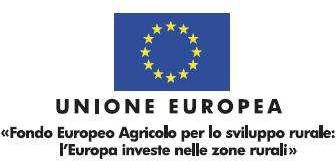 UNIONE EUROPEA
«Fondo Europeo Agricolo per lo sviluppo rurale:
l’Europa investe nelle zone rurali»